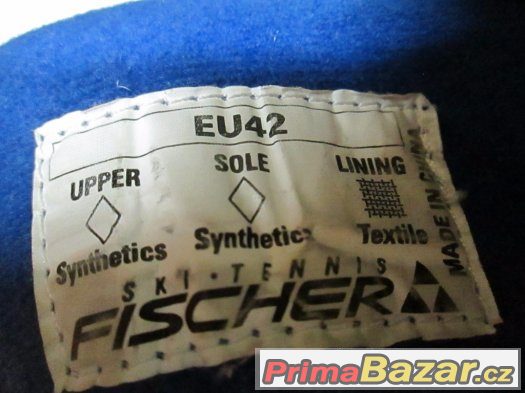 EU42
UPPER SOLE LINING
Synthetics Synthetics Textile
MADE IN CHINA
SKI • TENNIS
FISCHER
PrimaBazar.cz